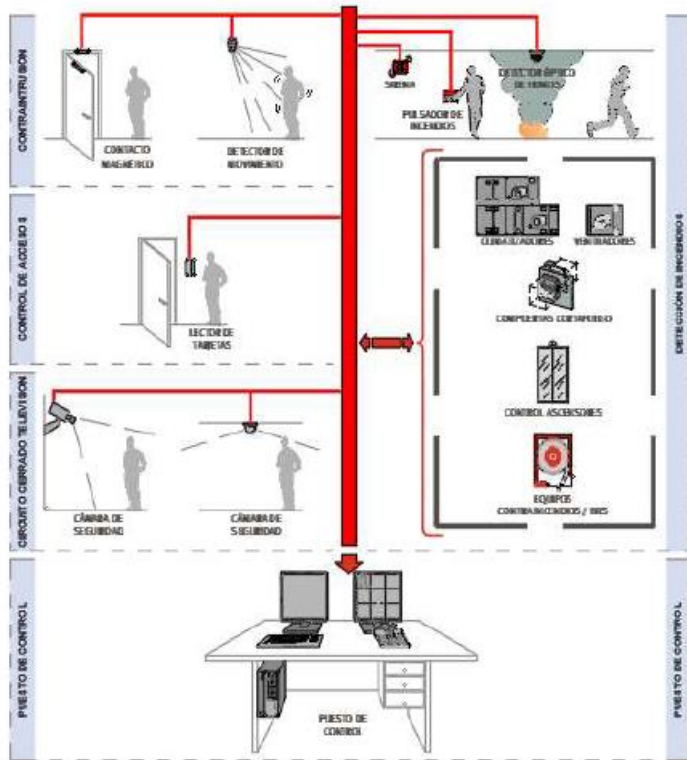 CONTRAINTRUSION
CONTACTO
MAGNÉTICO
DETECTOR DE
MOVIMIENTO
SIRENA
PULSADOR DE
INCENDIOS
DETECTOR ÓPTICO
DE HUMOS
CONTROL DE ACCESOS
LECTOR DE
TARJETAS
CLIMATIZADORES
VENTILADORES
COMPUERTAS CORTAFUEGO
CONTROL ASCENSORES
EQUIPOS
CONTRAINCENDIOS / BIES
DETECCIÓN DE INCENDIOS
CIRCUITO CERRADO TELEVISION
CÁMARA DE
SEGURIDAD
CÁMARA DE
SEGURIDAD
PUESTO DE CONTROL
PUESTO DE
CONTROL
PUESTO DE CONTROL